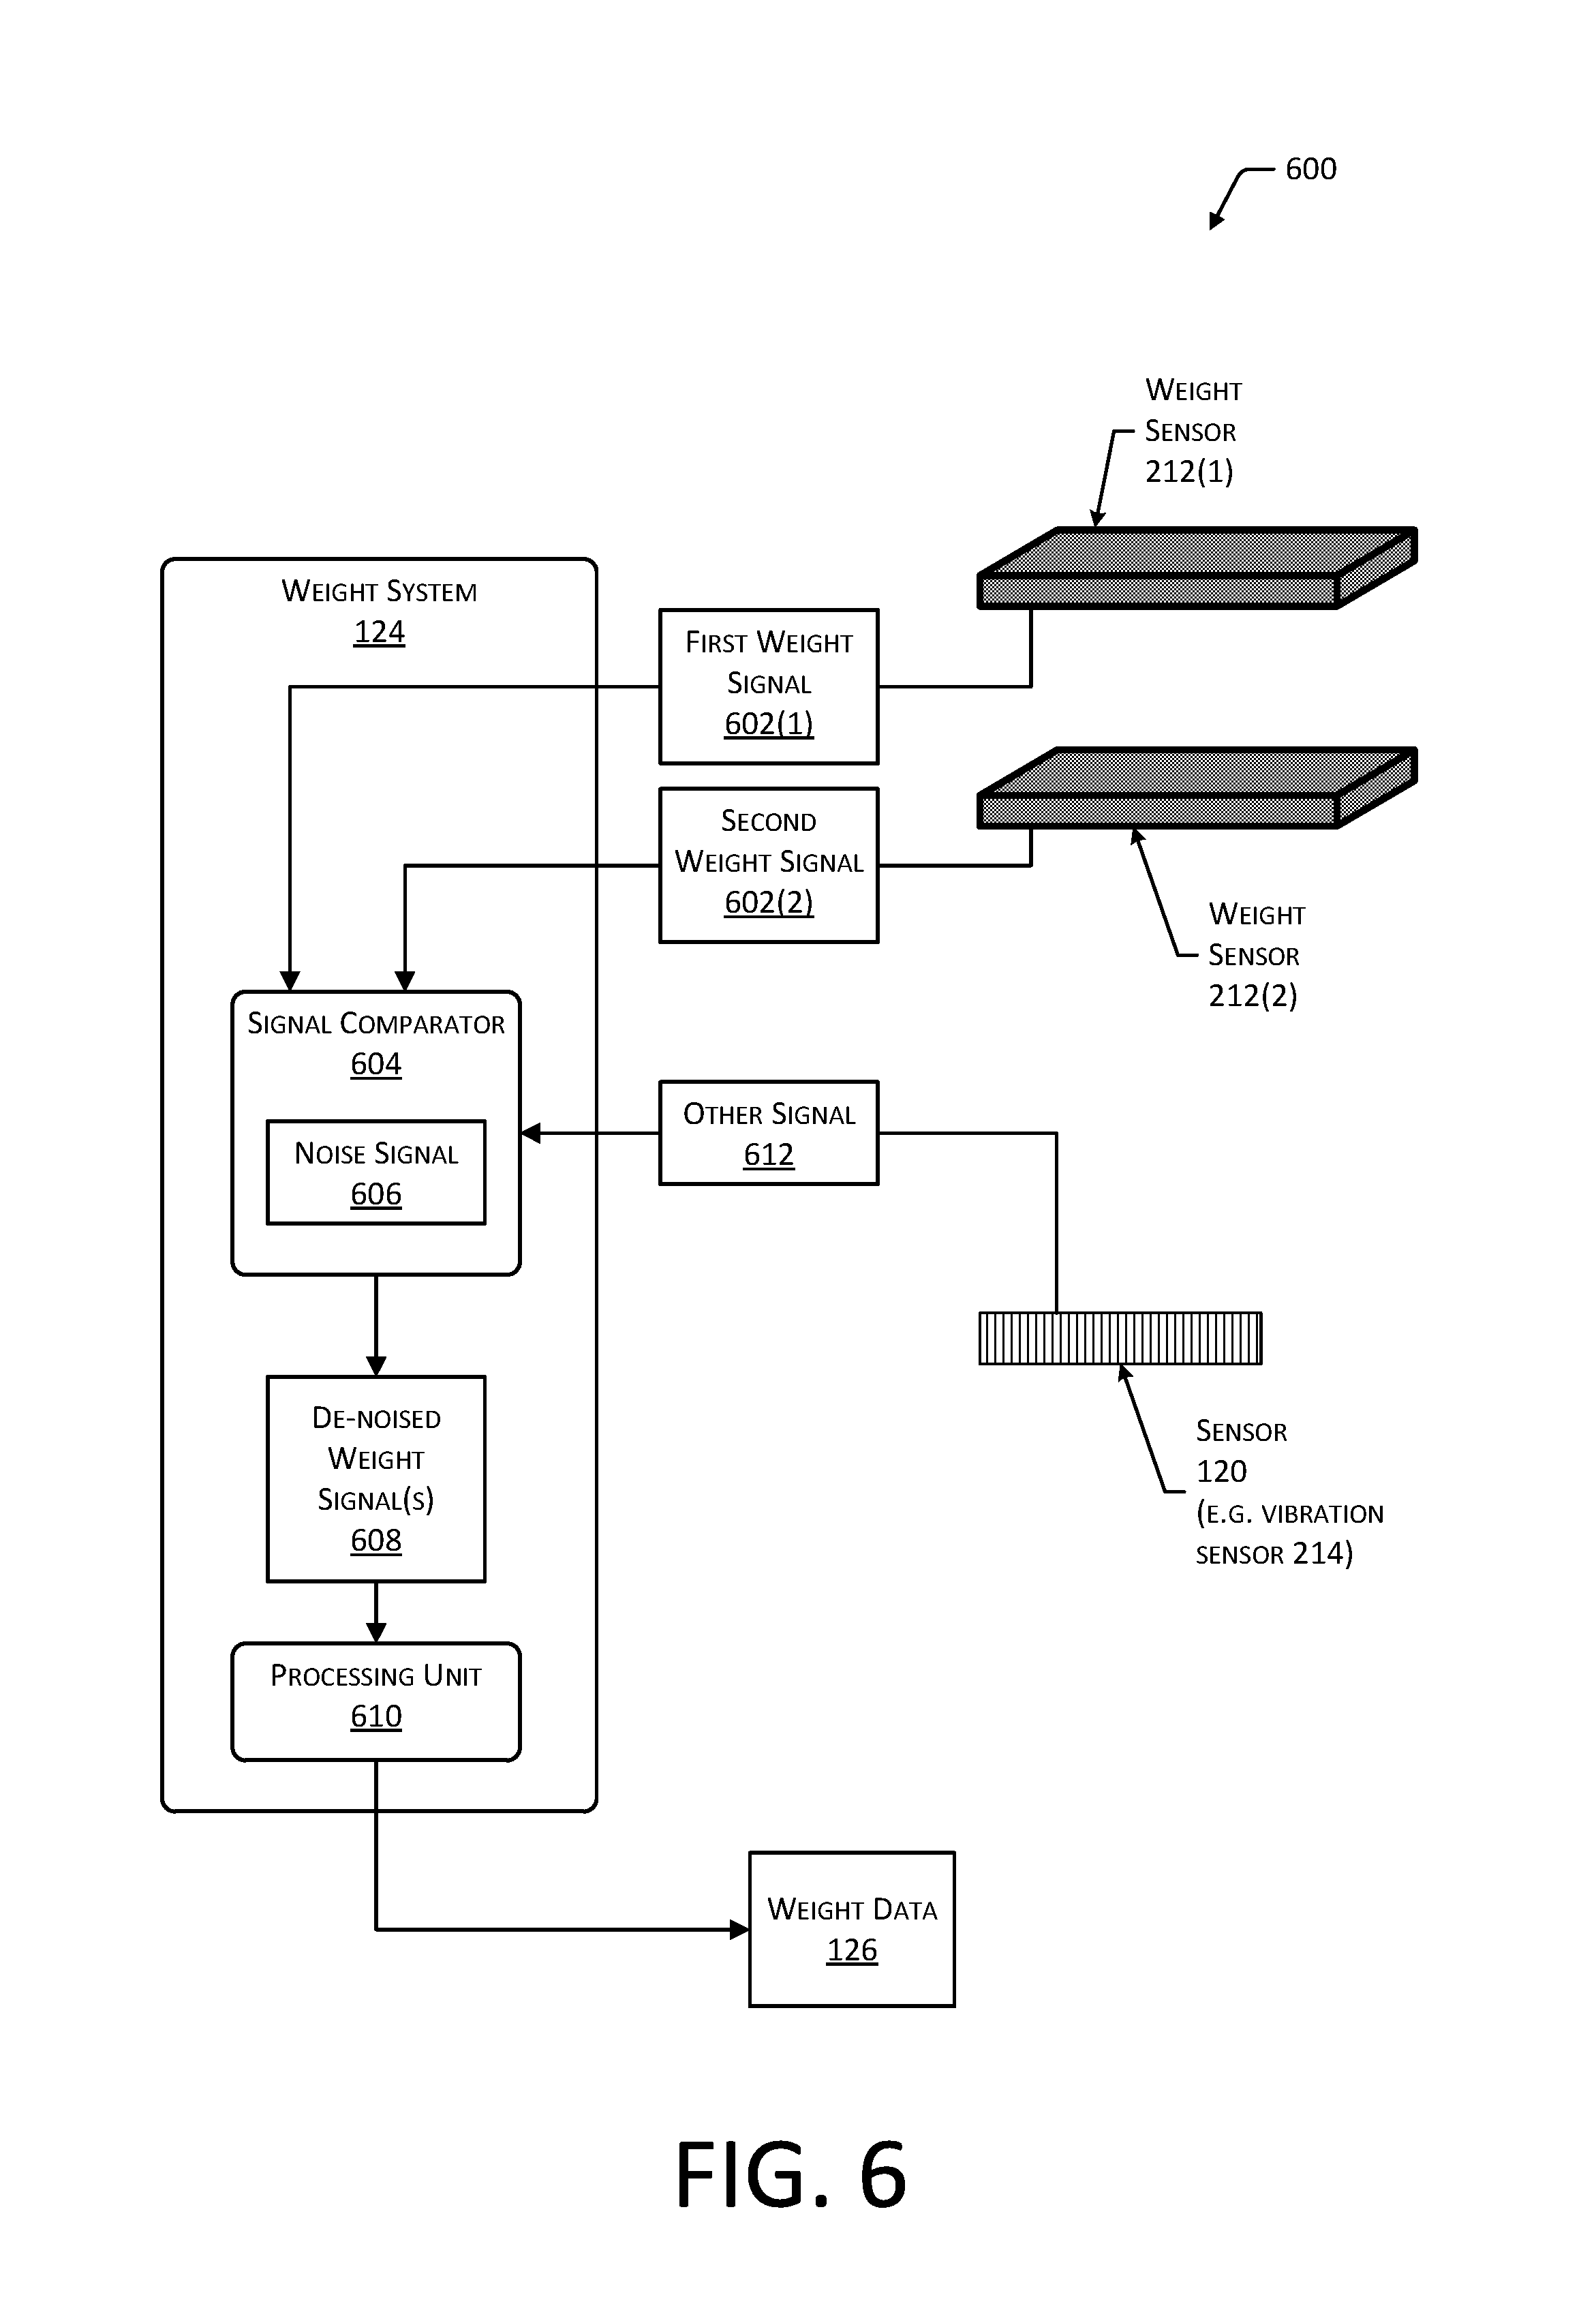 600
WEIGHT
SENSOR
212(1)
WEIGHT SYSTEM
124
FIRST WEIGHT
SIGNAL
602(1)
SECOND
WEIGHT SIGNAL
602(2)
WEIGHT
SENSOR
212(2)
SIGNAL COMPARATOR
604
NOISE SIGNAL
606
OTHER SIGNAL
612
DE-NOISED
WEIGHT
SIGNAL(S)
608
SENSOR
120
(E.G. VIBRATION
SENSOR 214)
PROCESSING UNIT
610
WEIGHT DATA
126
FIG. 6